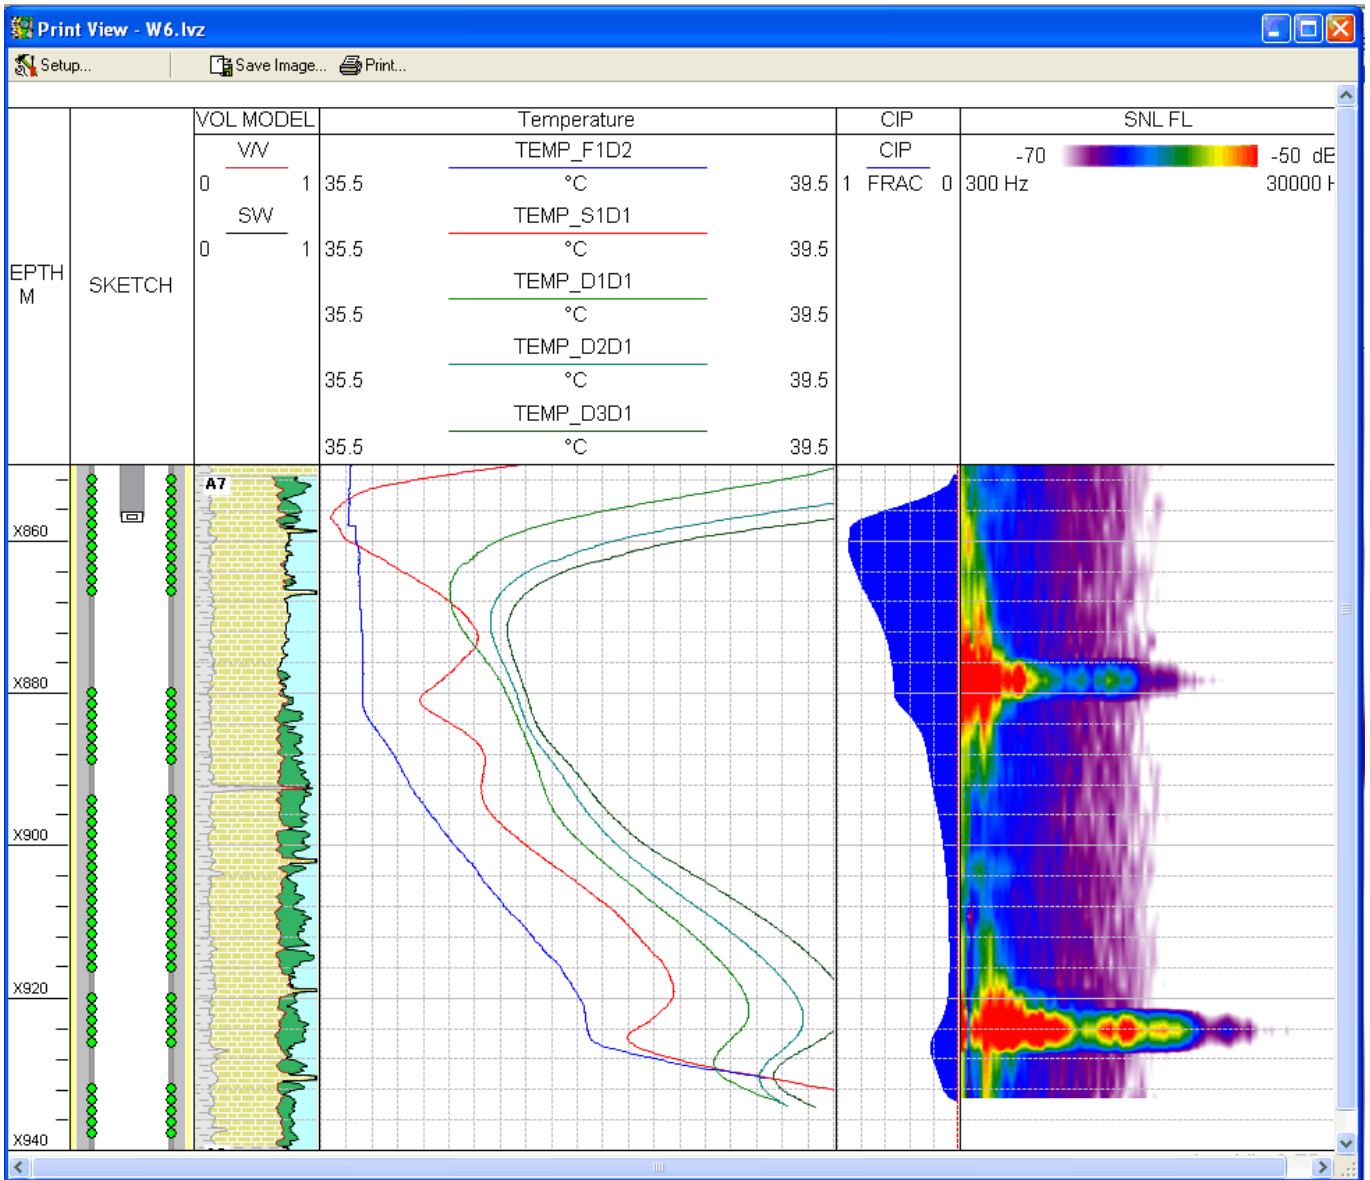 Print View - W6.lvz
Setup... Save Image... Print...
VOL MODEL Temperature CIP SNL FL
V/V TEMP_F1D2 CIP -70 -50 dB
0 1 35.5 °C 39.5 1 FRAC 0 300 Hz 30000 H
SW TEMP_S1D1
0 1 35.5 °C 39.5
EPTH
M
SKETCH
TEMP_D1D1
35.5 °C 39.5
TEMP_D2D1
35.5 °C 39.5
TEMP_D3D1
35.5 °C 39.5
A7
X860
X880
X900
X920
X940